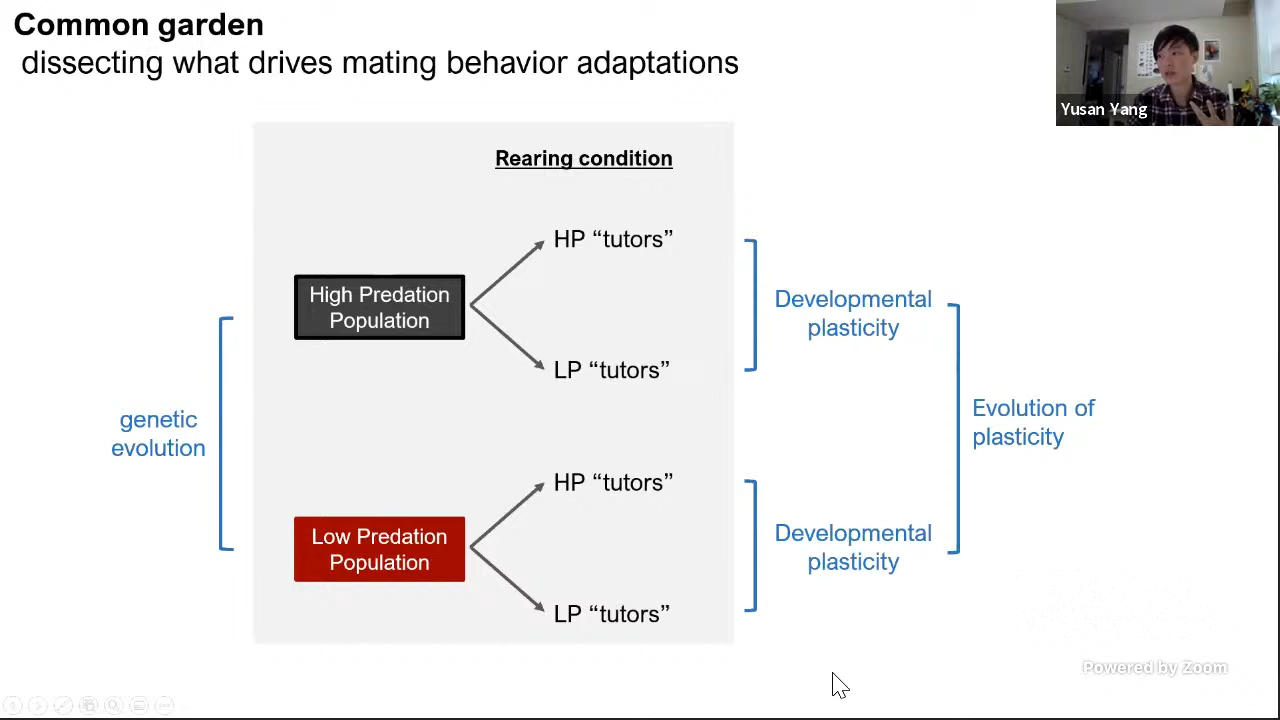 Common garden
dissecting what drives mating behavior adaptations
Yusan Yang
Rearing condition
HP “tutors”
High Predation
Population
LP “tutors”
Developmental
plasticity
genetic
evolution
Evolution of
plasticity
HP “tutors”
Low Predation
Population
LP “tutors”
Developmental
plasticity
Powered by Zoom